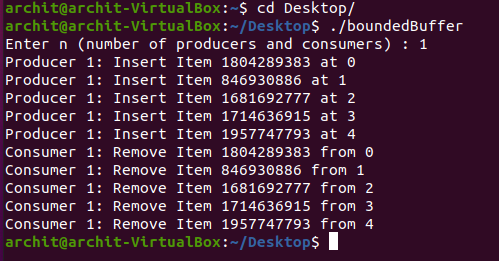 archit@archit-VirtualBox:~$ cd Desktop/
archit@archit-VirtualBox:~/Desktop$ ./boundedBuffer
Enter n (number of producers and consumers) : 1
Producer 1: Insert Item 1804289383 at 0
Producer 1: Insert Item 846930886 at 1
Producer 1: Insert Item 1681692777 at 2
Producer 1: Insert Item 1714636915 at 3
Producer 1: Insert Item 1957747793 at 4
Consumer 1: Remove Item 1804289383 from 0
Consumer 1: Remove Item 846930886 from 1
Consumer 1: Remove Item 1681692777 from 2
Consumer 1: Remove Item 1714636915 from 3
Consumer 1: Remove Item 1957747793 from 4
archit@archit-VirtualBox:~/Desktop$